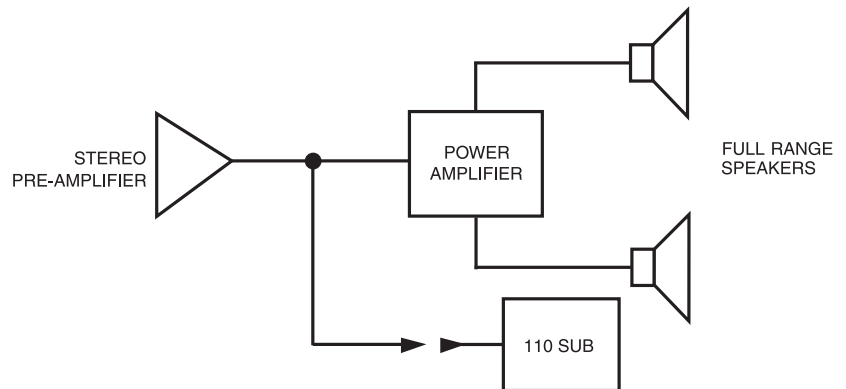 STEREO
PRE-AMPLIFIER
POWER
AMPLIFIER
FULL RANGE
SPEAKERS
110 SUB